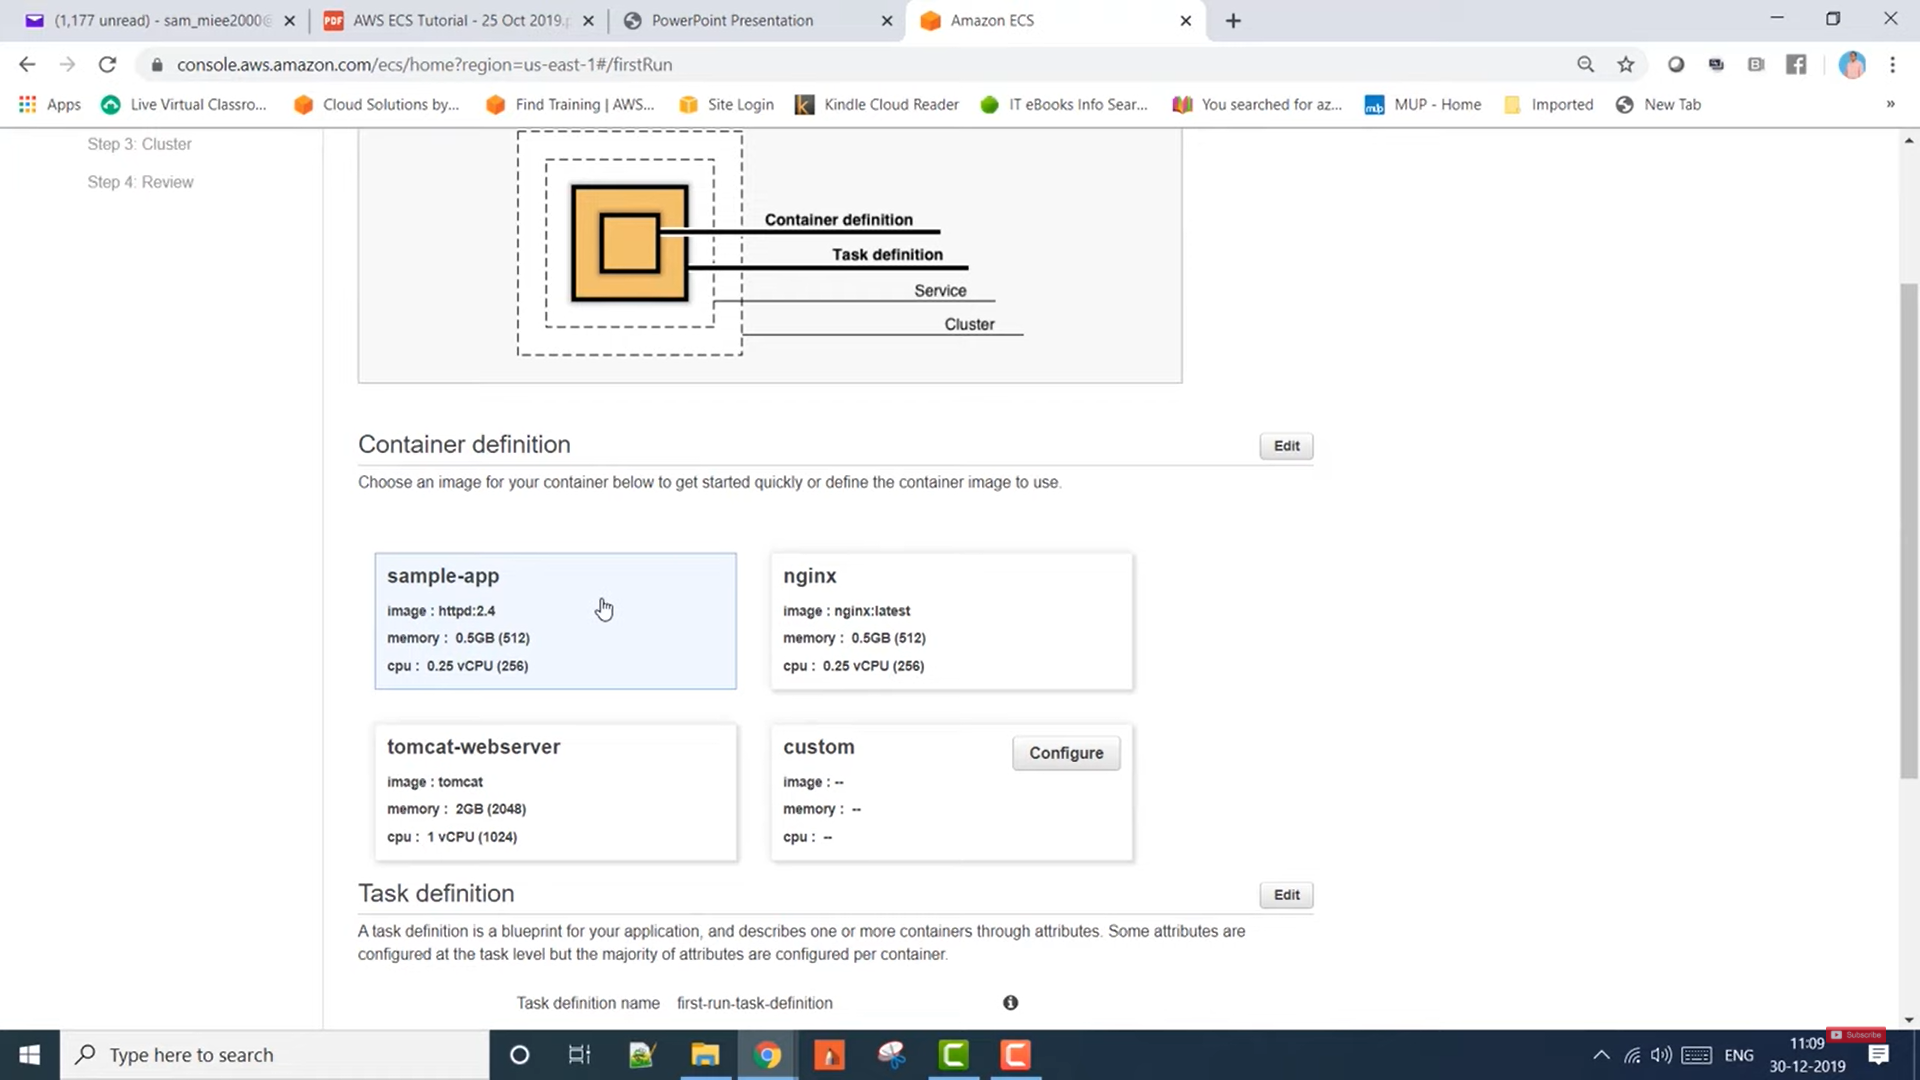 (1,177 unread) - sam_miee2000@
AWS ECS Tutorial - 25 Oct 2019.p
PowerPoint Presentation
Amazon ECS
console.aws.amazon.com/ecs/home?region=us-east-1#/firstRun
Apps
Live Virtual Classro...
Cloud Solutions by...
Find Training | AWS...
Site Login
Kindle Cloud Reader
IT eBooks Info Sear...
You searched for az...
MUP - Home
Imported
New Tab
»
Step 3: Cluster
Step 4: Review
Container definition
Task definition
Service
Cluster
Container definition
Edit
Choose an image for your container below to get started quickly or define the container image to use.
sample-app
image : httpd:2.4
memory : 0.5GB (512)
cpu : 0.25 vCPU (256)
nginx
image : nginx:latest
memory : 0.5GB (512)
cpu : 0.25 vCPU (256)
tomcat-webserver
image : tomcat
memory : 2GB (2048)
cpu : 1 vCPU (1024)
custom
Configure
image : --
memory : --
cpu : --
Task definition
Edit
A task definition is a blueprint for your application, and describes one or more containers through attributes. Some attributes are
configured at the task level but the majority of attributes are configured per container.
Task definition name first-run-task-definition
Subscribe
Type here to search
ENG
11:09
30-12-2019